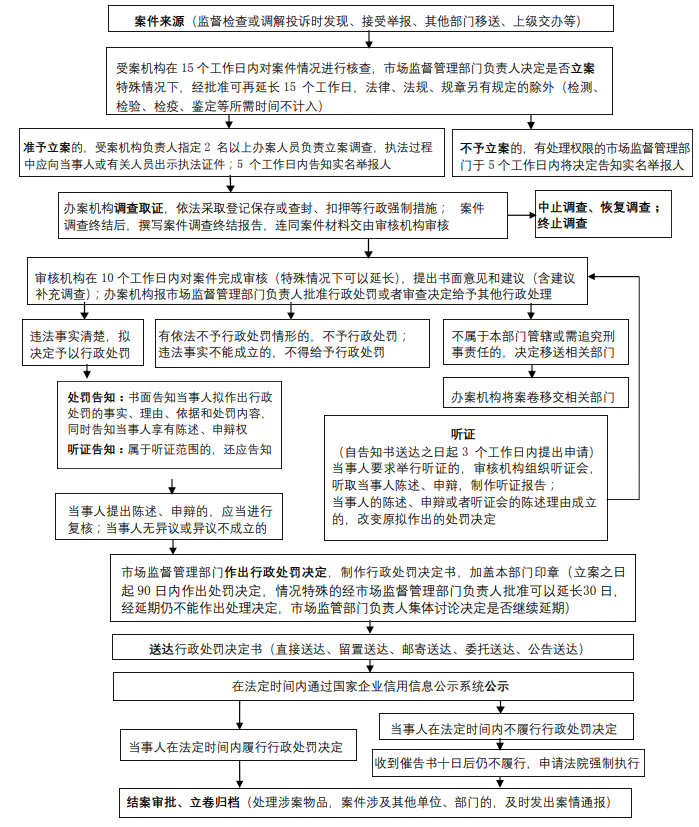 案件来源（监督检查或调解投诉时发现、接受举报、其他部门移送、上级交办等）
受案机构在 15 个工作日内对案件情况进行核查，市场监督管理部门负责人决定是否立案
特殊情况下，经批准可再延长 15 个工作日，法律、法规、规章另有规定的除外（检测、
检验、检疫、鉴定等所需时间不计入）
准予立案的，受案机构负责人指定 2 名以上办案人员负责立案调查，执法过程
中应向当事人或有关人员出示执法证件；5 个工作日内告知实名举报人
不予立案的，有处理权限的市场监督管理部
门于 5 个工作日内将决定告知实名举报人
办案机构调查取证，依法采取登记保存或查封、扣押等行政强制措施； 案件
调查终结后，撰写案件调查终结报告，连同案件材料交由审核机构审核
中止调查、恢复调查；
终止调查
审核机构在 10 个工作日内对案件完成审核（特殊情况下可以延长），提出书面意见和建议（含建议
补充调查）；办案机构报市场监督管理部门负责人批准行政处罚或者审查决定给予其他行政处理
违法事实清楚，拟
决定予以行政处罚
有依法不予行政处罚情形的，不予行政处罚；
违法事实不能成立的，不得给予行政处罚
不属于本部门管辖或需追究刑
事责任的，决定移送相关部门
办案机构将案卷移交相关部门
处罚告知：书面告知当事人拟作出行政
处罚的事实、理由、依据和处罚内容，
同时告知当事人享有陈述、申辩权
听证告知：属于听证范围的，还应告知
听证
（自告知书送达之日起 3 个工作日内提出申请）
当事人要求举行听证的，审核机构组织听证会，
听取当事人陈述、申辩，制作听证报告；
当事人的陈述、申辩或者听证会的陈述理由成立
的，改变原拟作出的处罚决定
当事人提出陈述、申辩的，应当进行
复核；当事人无异议或异议不成立的
市场监督管理部门作出行政处罚决定，制作行政处罚决定书，加盖本部门印章（立案之日
起 90 日内作出处罚决定，情况特殊的经市场监督管理部门负责人批准可以延长30 日，
经延期仍不能作出处理决定，市场监管部门负责人集体讨论决定是否继续延期）
送达行政处罚决定书（直接送达、留置送达、邮寄送达、委托送达、公告送达）
在法定时间内通过国家企业信用信息公示系统公示
当事人在法定时间内履行行政处罚决定
当事人在法定时间内不履行行政处罚决定
收到催告书十日后仍不履行，申请法院强制执行
结案审批、立卷归档（处理涉案物品，案件涉及其他单位、部门的，及时发出案情通报）